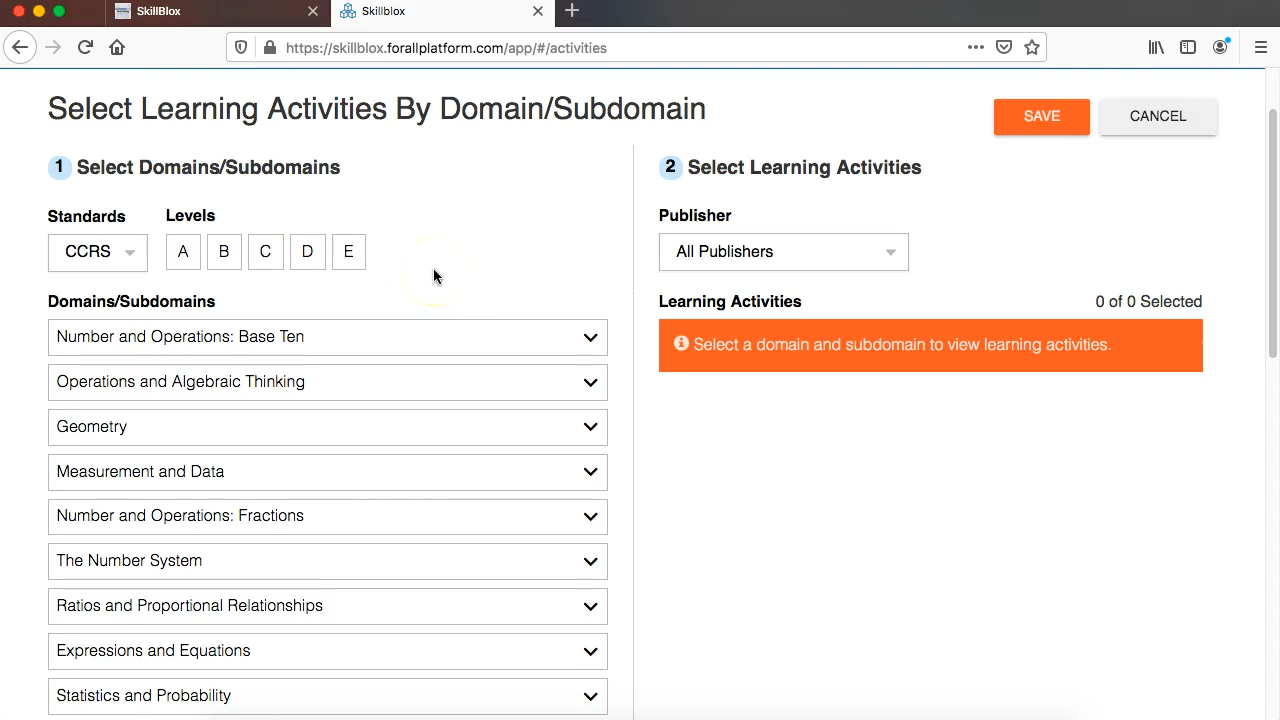 SkillBlox
Skillblox
https://skillblox.forallplatform.com/app/#/activities
Select Learning Activities By Domain/Subdomain
SAVE
CANCEL
1 Select Domains/Subdomains
Standards
Levels
CCRS
A
B
C
D
E
Domains/Subdomains
Number and Operations: Base Ten
Operations and Algebraic Thinking
Geometry
Measurement and Data
Number and Operations: Fractions
The Number System
Ratios and Proportional Relationships
Expressions and Equations
Statistics and Probability
2 Select Learning Activities
Publisher
All Publishers
Learning Activities
0 of 0 Selected
Select a domain and subdomain to view learning activities.